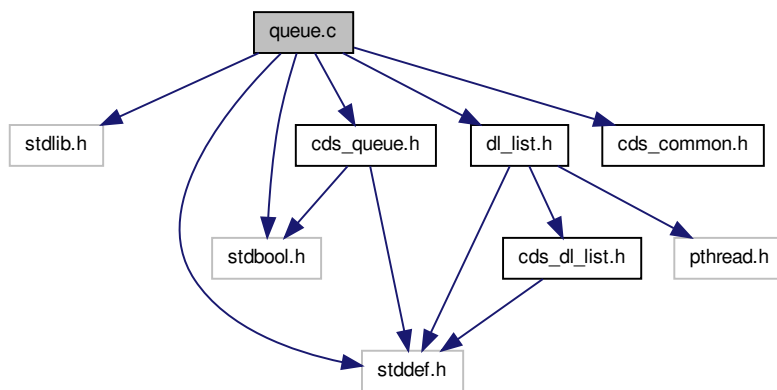 queue.c
stdlib.h
cds_queue.h
dl_list.h
cds_common.h
stdbool.h
cds_dl_list.h
pthread.h
stddef.h